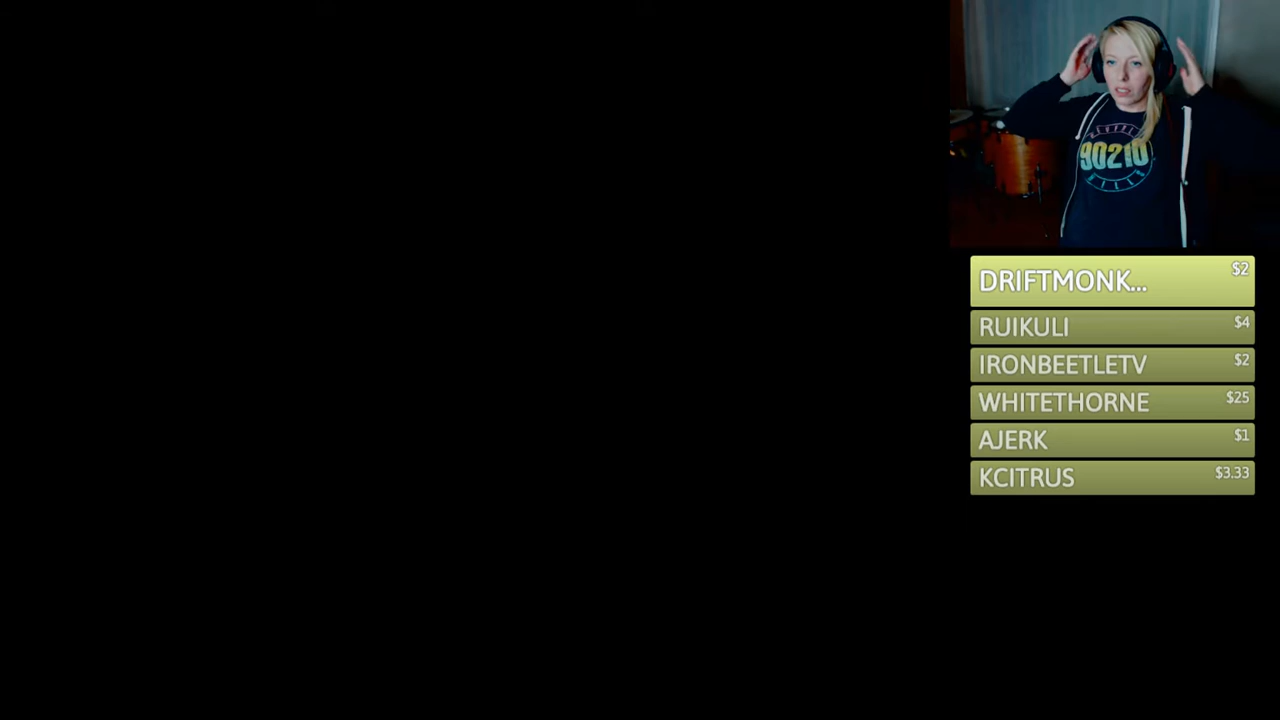 90210
DRIFTMONK...
$2
RUIKULI
$4
IRONBEETLETV
$2
WHITETHORNE
$25
AJERK
$1
KCITRUS
$3.33